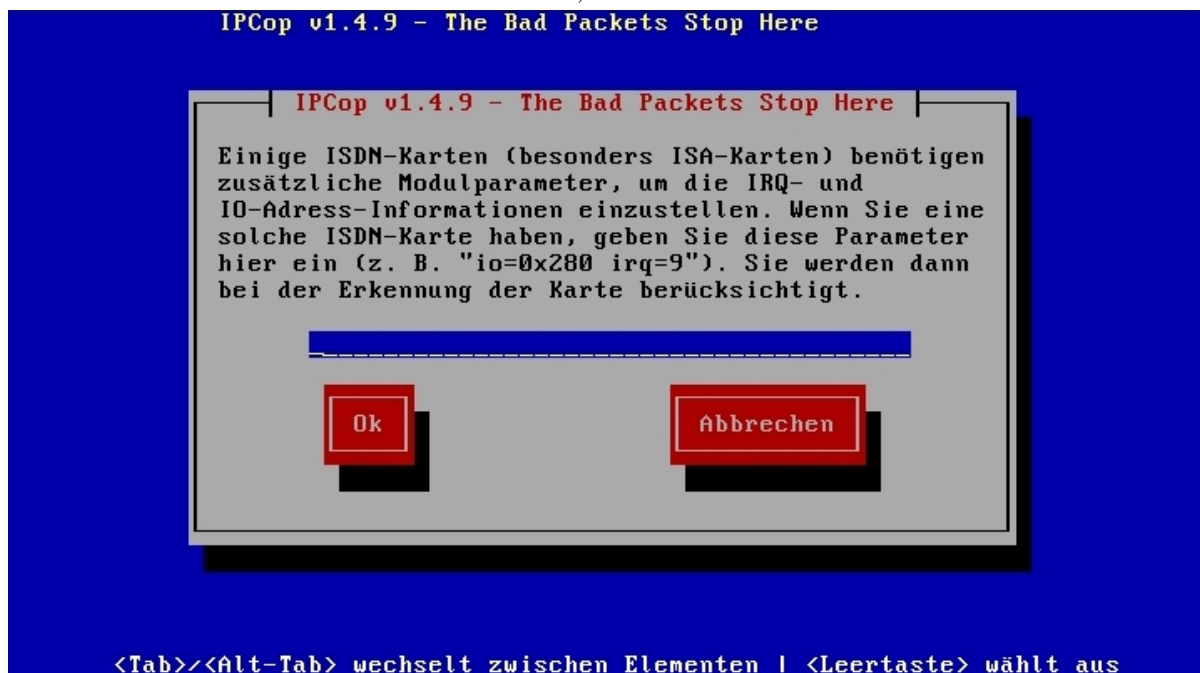 IPCop v1.4.9 - The Bad Packets Stop Here
IPCop v1.4.9 - The Bad Packets Stop Here
Einige ISDN-Karten (besonders ISA-Karten) benötigen
zusätzliche Modulparameter, um die IRQ- und
IO-Adress-Informationen einzustellen. Wenn Sie eine
solche ISDN-Karte haben, geben Sie diese Parameter
hier ein (z. B. "io=0x280 irq=9"). Sie werden dann
bei der Erkennung der Karte berücksichtigt.
Ok Abbrechen
<Tab>/<Alt-Tab> wechselt zwischen Elementen | <Leertaste> wählt aus